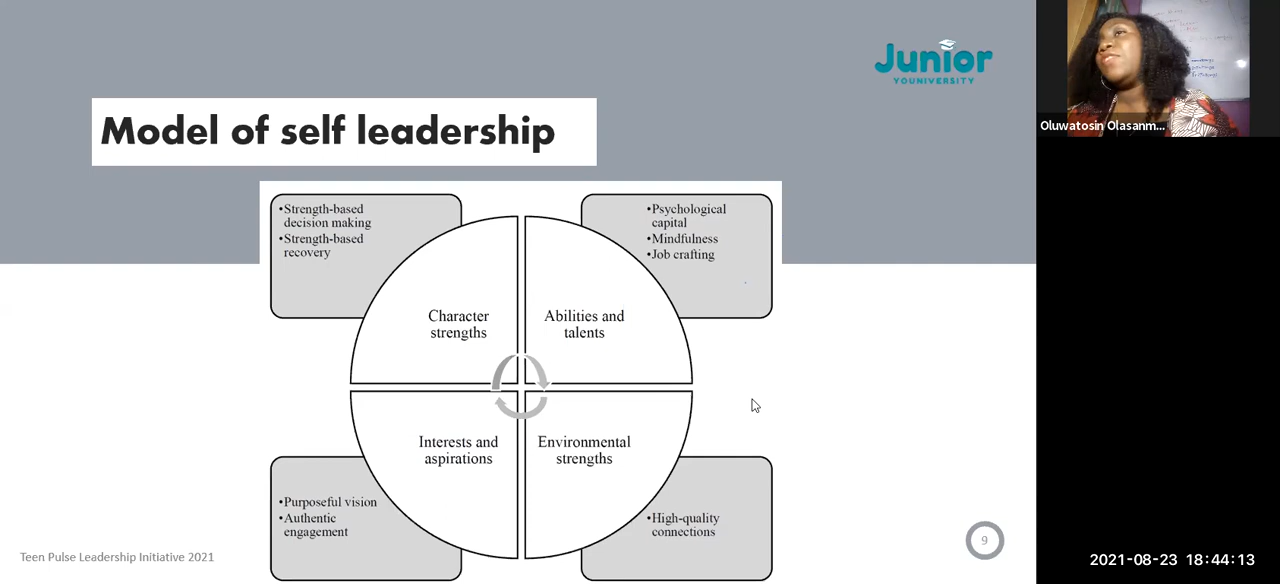 Junior
YOUNIVERSITY
Model of self leadership
•Strength-based
decision making
•Strength-based
recovery
•Psychological
capital
•Mindfulness
•Job crafting
Character
strengths
Abilities and
talents
Interests and
aspirations
Environmental
strengths
•Purposeful vision
•Authentic
engagement
•High-quality
connections
Teen Pulse Leadership Initiative 2021
9
Oluwatosin Olasanm...
2021-08-23 18:44:13